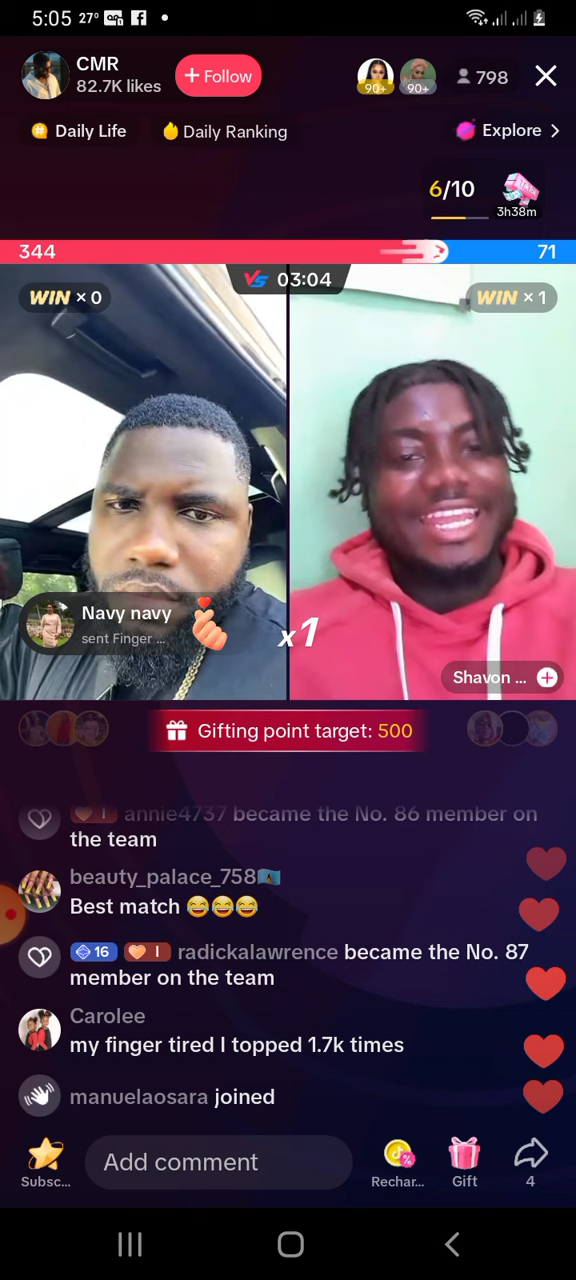 5:05 27°
CMR
82.7K likes
+ Follow
90+
90+
798
Daily Life
Daily Ranking
Explore
6/10
3h38m
344
71
VS 03:04
WIN × 0
WIN × 1
Navy navy
sent Finger ...
x1
Shavon ...
Gifting point target: 500
I annie4737 became the No. 86 member on
the team
beauty_palace_758🇱🇨
Best match 😂😂😂
16 I radickalawrence became the No. 87
member on the team
Carolee
my finger tired I topped 1.7k times
manuelaosara joined
Subsc...
Add comment
Rechar...
Gift
4